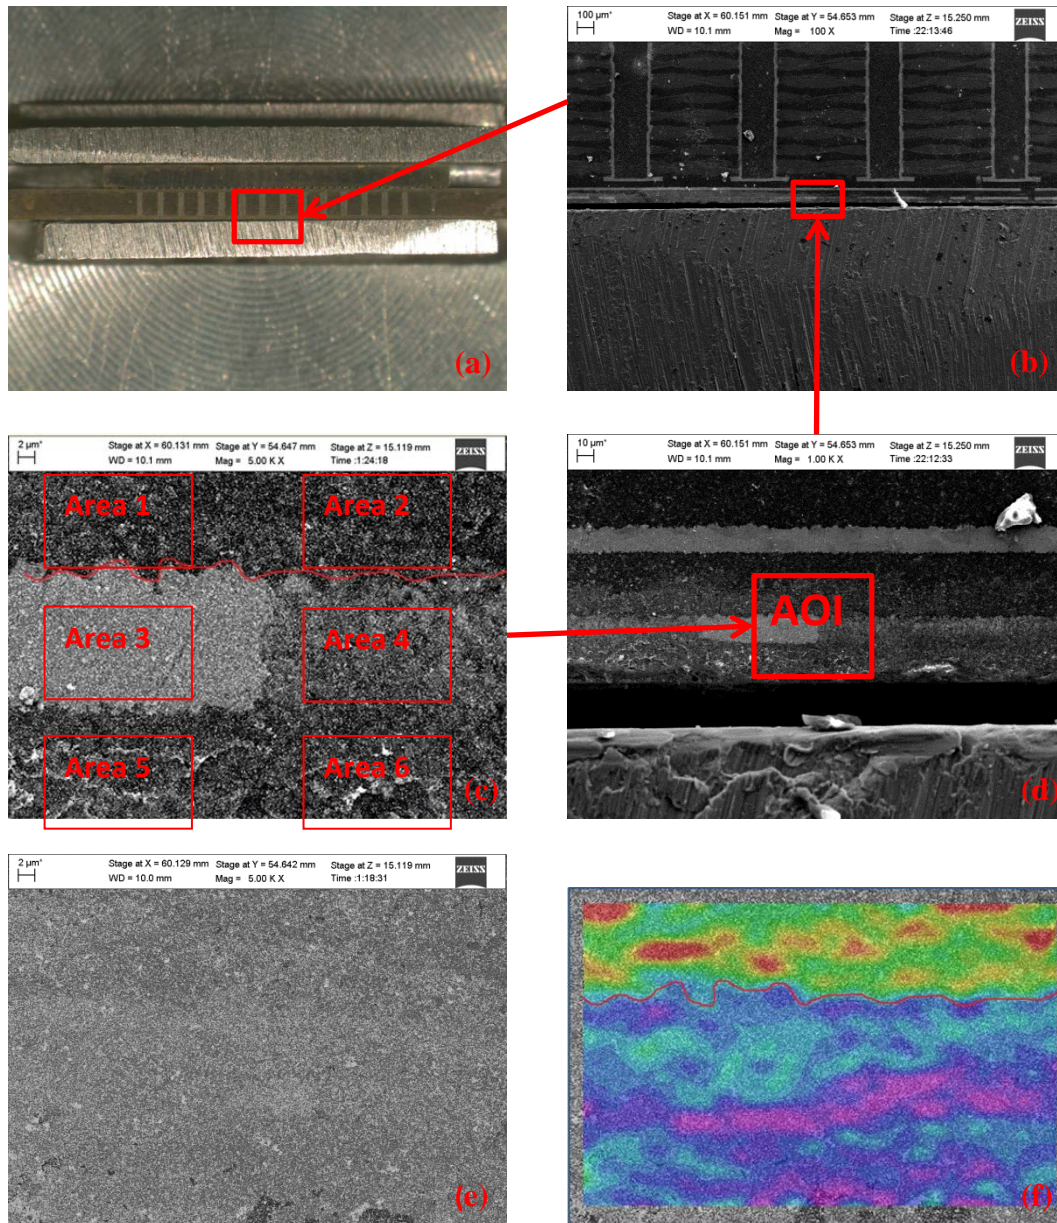 (a)
100 µm*
Stage at X = 60.151 mm Stage at Y = 54.653 mm Stage at Z = 15.250 mm
WD = 10.1 mm Mag = 100 X Time :22:13:46
ZEISS
(b)
2 µm*
Stage at X = 60.131 mm Stage at Y = 54.647 mm Stage at Z = 15.119 mm
WD = 10.1 mm Mag = 5.00 K X Time :1:24:18
ZEISS
Area 1 Area 2
Area 3 Area 4
Area 5 Area 6
(c)
10 µm*
Stage at X = 60.151 mm Stage at Y = 54.653 mm Stage at Z = 15.250 mm
WD = 10.1 mm Mag = 1.00 K X Time :22:12:33
ZEISS
AOI
(d)
2 µm*
Stage at X = 60.129 mm Stage at Y = 54.642 mm Stage at Z = 15.119 mm
WD = 10.0 mm Mag = 5.00 K X Time :1:18:31
ZEISS
(e)
(f)